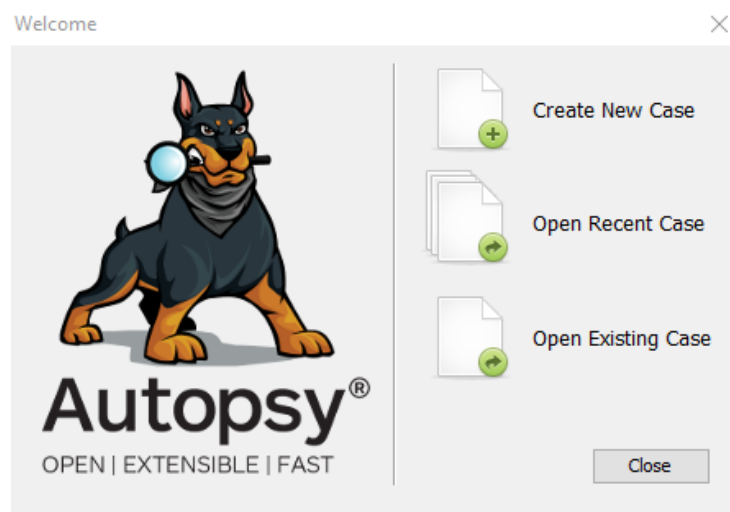 Welcome
Autopsy®
OPEN | EXTENSIBLE | FAST
Create New Case
Open Recent Case
Open Existing Case
Close